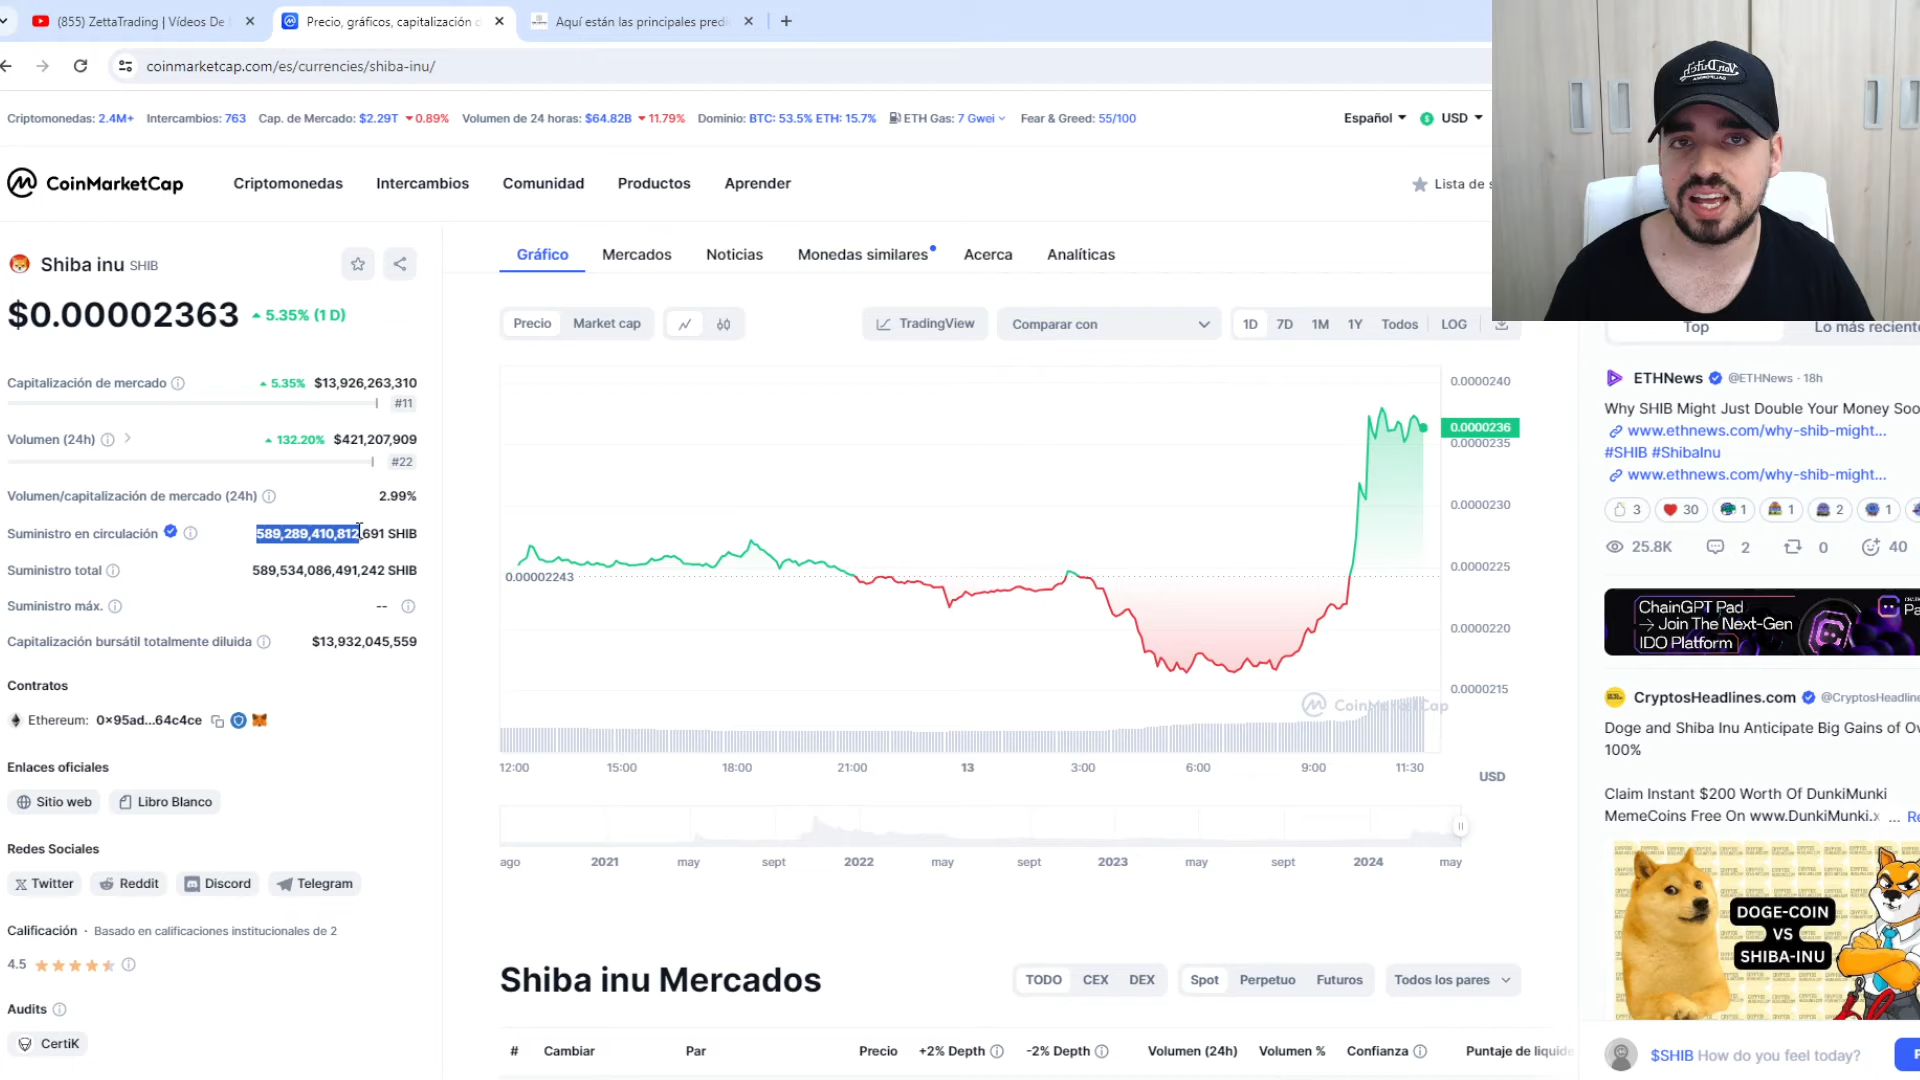 (855) ZettaTrading | Vídeos De
Precio, gráficos, capitalización
Aquí están las principales predi
coinmarketcap.com/es/currencies/shiba-inu/
Criptomonedas: 2.4M+ Intercambios: 763 Cap. de Mercado: $2.29T 0.89% Volumen de 24 horas: $64.82B 11.79% Dominio: BTC: 53.5% ETH: 15.7% ETH Gas: 7 Gwei Fear & Greed: 55/100 Español USD
CoinMarketCap Criptomonedas Intercambios Comunidad Productos Aprender Lista de s
Shiba inu SHIB
$0.00002363 5.35% (1 D)
Capitalización de mercado 5.35% $13,926,263,310
#11
Volumen (24h) 132.20% $421,207,909
#22
Volumen/capitalización de mercado (24h) 2.99%
Suministro en circulación 589,289,410,812,691 SHIB
Suministro total 589,534,086,491,242 SHIB
Suministro máx. --
Capitalización bursátil totalmente diluida $13,932,045,559
Contratos
Ethereum: 0x95ad...64c4ce
Enlaces oficiales
Sitio web Libro Blanco
Redes Sociales
Twitter Reddit Discord Telegram
Calificación · Basado en calificaciones institucionales de 2
4.5
Audits
CertiK
Gráfico Mercados Noticias Monedas similares Acerca Analíticas
Precio Market cap TradingView Comparar con 1D 7D 1M 1Y Todos LOG
0.0000240
0.0000236
0.0000235
0.0000230
0.0000225
0.0000220
0.0000215
0.00002243
CoinMarketCap
12:00 15:00 18:00 21:00 13 3:00 6:00 9:00 11:30
USD
ago 2021 may sept 2022 may sept 2023 may sept 2024 may
Shiba inu Mercados TODO CEX DEX Spot Perpetuo Futuros Todos los pares
# Cambiar Par Precio +2% Depth -2% Depth Volumen (24h) Volumen % Confianza Puntaje de liquide
Top Lo más reciente
ETHNews @ETHNews · 18h
Why SHIB Might Just Double Your Money Soo
www.ethnews.com/why-shib-might...
#SHIB #ShibaInu
www.ethnews.com/why-shib-might...
3 30 1 1 2 1
25.8K 2 0 40
ChainGPT Pad
→ Join The Next-Gen
IDO Platform
CryptosHeadlines.com @CryptosHeadline
Doge and Shiba Inu Anticipate Big Gains of Ov
100%
Claim Instant $200 Worth Of DunkiMunki
MemeCoins Free On www.DunkiMunki.x ... Re
DOGE-COIN
VS
SHIBA-INU
$SHIB How do you feel today?